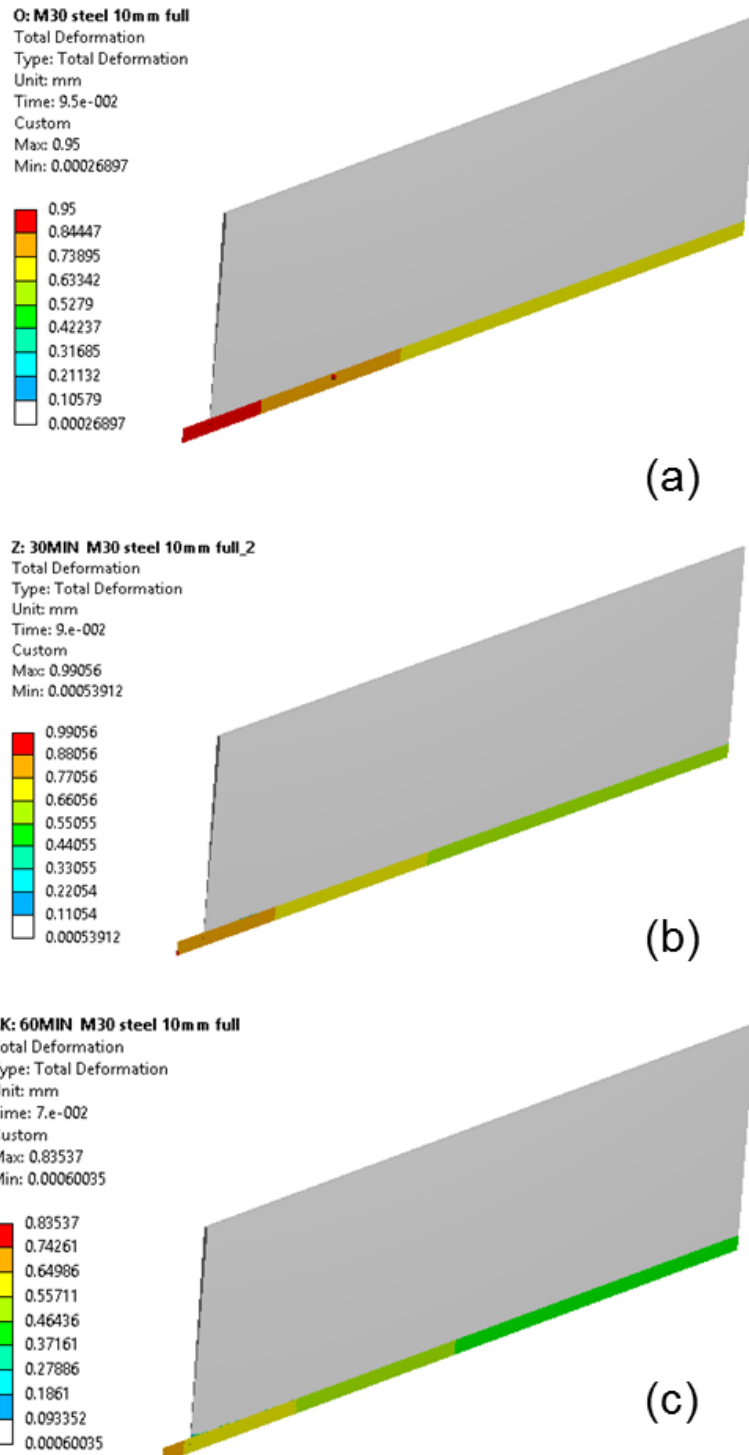 O: M30 steel 10mm full
Total Deformation
Type: Total Deformation
Unit: mm
Time: 9.5e-002
Custom
Max: 0.95
Min: 0.00026897
0.95
0.84447
0.73895
0.63342
0.5279
0.42237
0.31685
0.21132
0.10579
0.00026897
(a)
Z: 30MIN M30 steel 10mm full_2
Total Deformation
Type: Total Deformation
Unit: mm
Time: 9.e-002
Custom
Max: 0.99056
Min: 0.00053912
0.99056
0.88056
0.77056
0.66056
0.55055
0.44055
0.33055
0.22054
0.11054
0.00053912
(b)
K: 60MIN M30 steel 10mm full
Total Deformation
Type: Total Deformation
Unit: mm
Time: 7.e-002
Custom
Max: 0.83537
Min: 0.00060035
0.83537
0.74261
0.64986
0.55711
0.46436
0.37161
0.27886
0.1861
0.093352
0.00060035
(c)